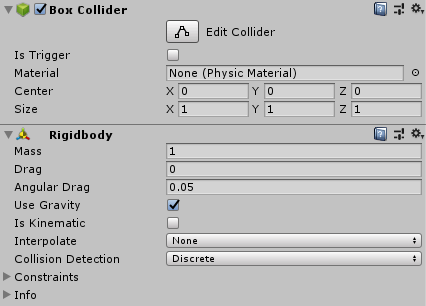 Box Collider
Edit Collider
Is Trigger
Material None (Physic Material)
Center X 0 Y 0 Z 0
Size X 1 Y 1 Z 1
Rigidbody
Mass 1
Drag 0
Angular Drag 0.05
Use Gravity
Is Kinematic
Interpolate None
Collision Detection Discrete
Constraints
Info